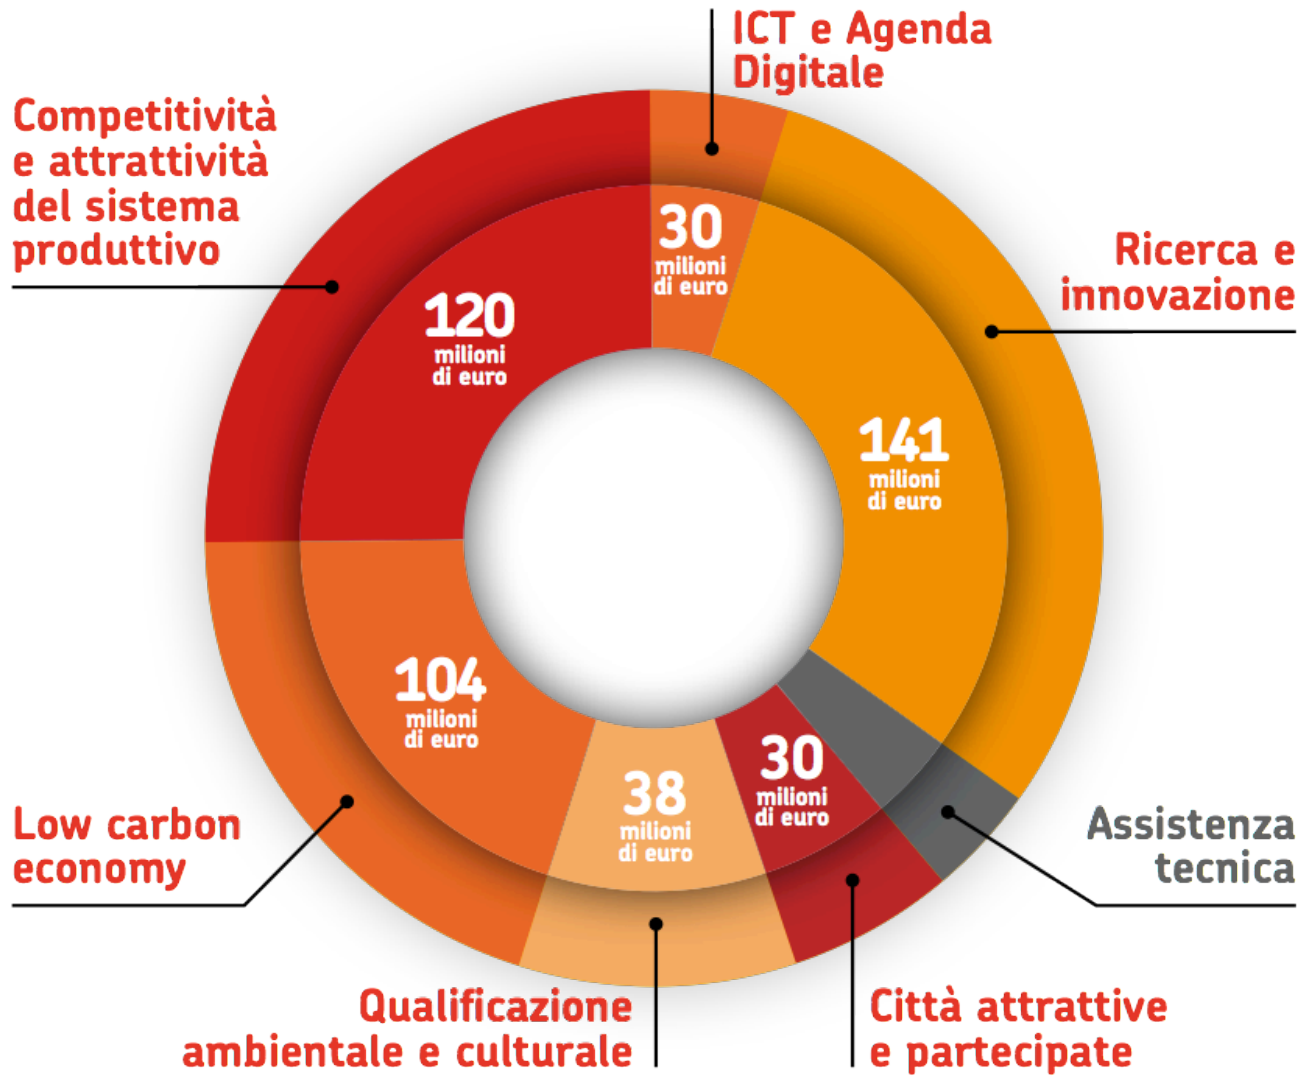 ICT e Agenda
Digitale
Competitività
e attrattività
del sistema
produttivo
30
milioni
di euro
Ricerca e
innovazione
120
milioni
di euro
141
milioni
di euro
104
milioni
di euro
30
milioni
di euro
38
milioni
di euro
Low carbon
economy
Assistenza
tecnica
Qualificazione
ambientale e culturale
Città attrattive
e partecipate